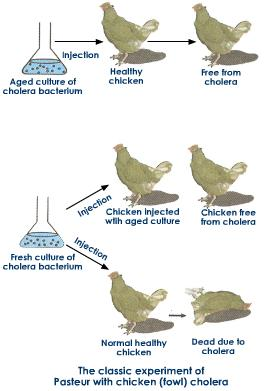 Injection
Aged culture of
cholera bacterium
Healthy
chicken
Free from
cholera
Injection
Chicken injected
wtih aged culture
Chicken free
from cholera
Fresh culture of
cholera bacterium
Injection
Normal healthy
chicken
Dead due to
cholera
The classic experiment of
Pasteur with chicken (fowl) cholera